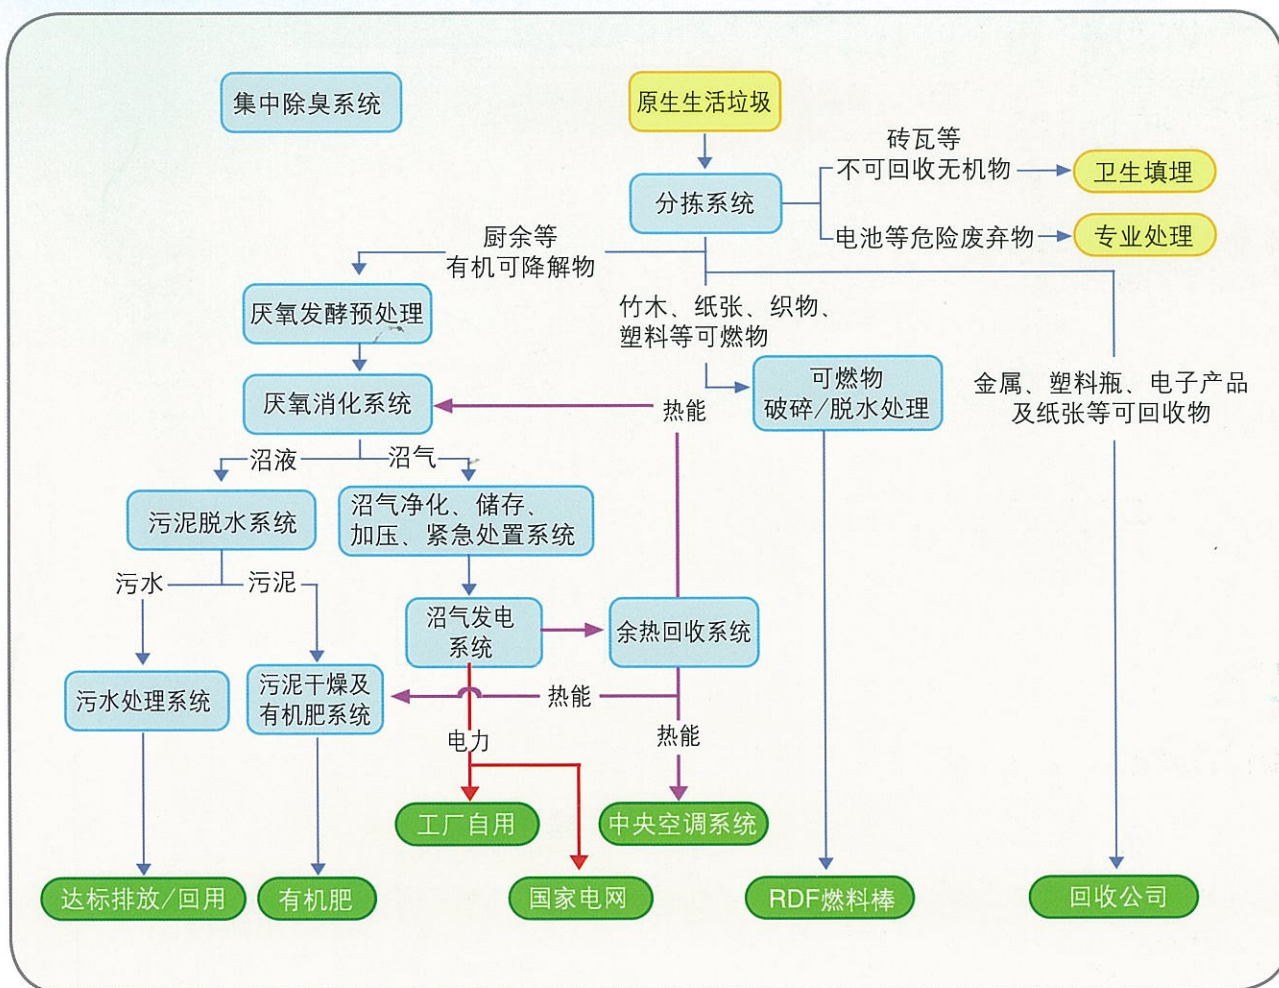 集中除臭系统
原生生活垃圾
砖瓦等
不可回收无机物
卫生填埋
分拣系统
电池等危险废弃物
专业处理
厨余等
有机可降解物
厌氧发酵预处理
竹木、纸张、织物、
塑料等可燃物
可燃物
破碎/脱水处理
金属、塑料瓶、电子产品
及纸张等可回收物
厌氧消化系统
热能
沼液
沼气
污泥脱水系统
沼气净化、储存、
加压、紧急处置系统
污水
污泥
沼气发电
系统
余热回收系统
污水处理系统
污泥干燥及
有机肥系统
热能
热能
电力
工厂自用
中央空调系统
达标排放/回用
有机肥
国家电网
RDF燃料棒
回收公司